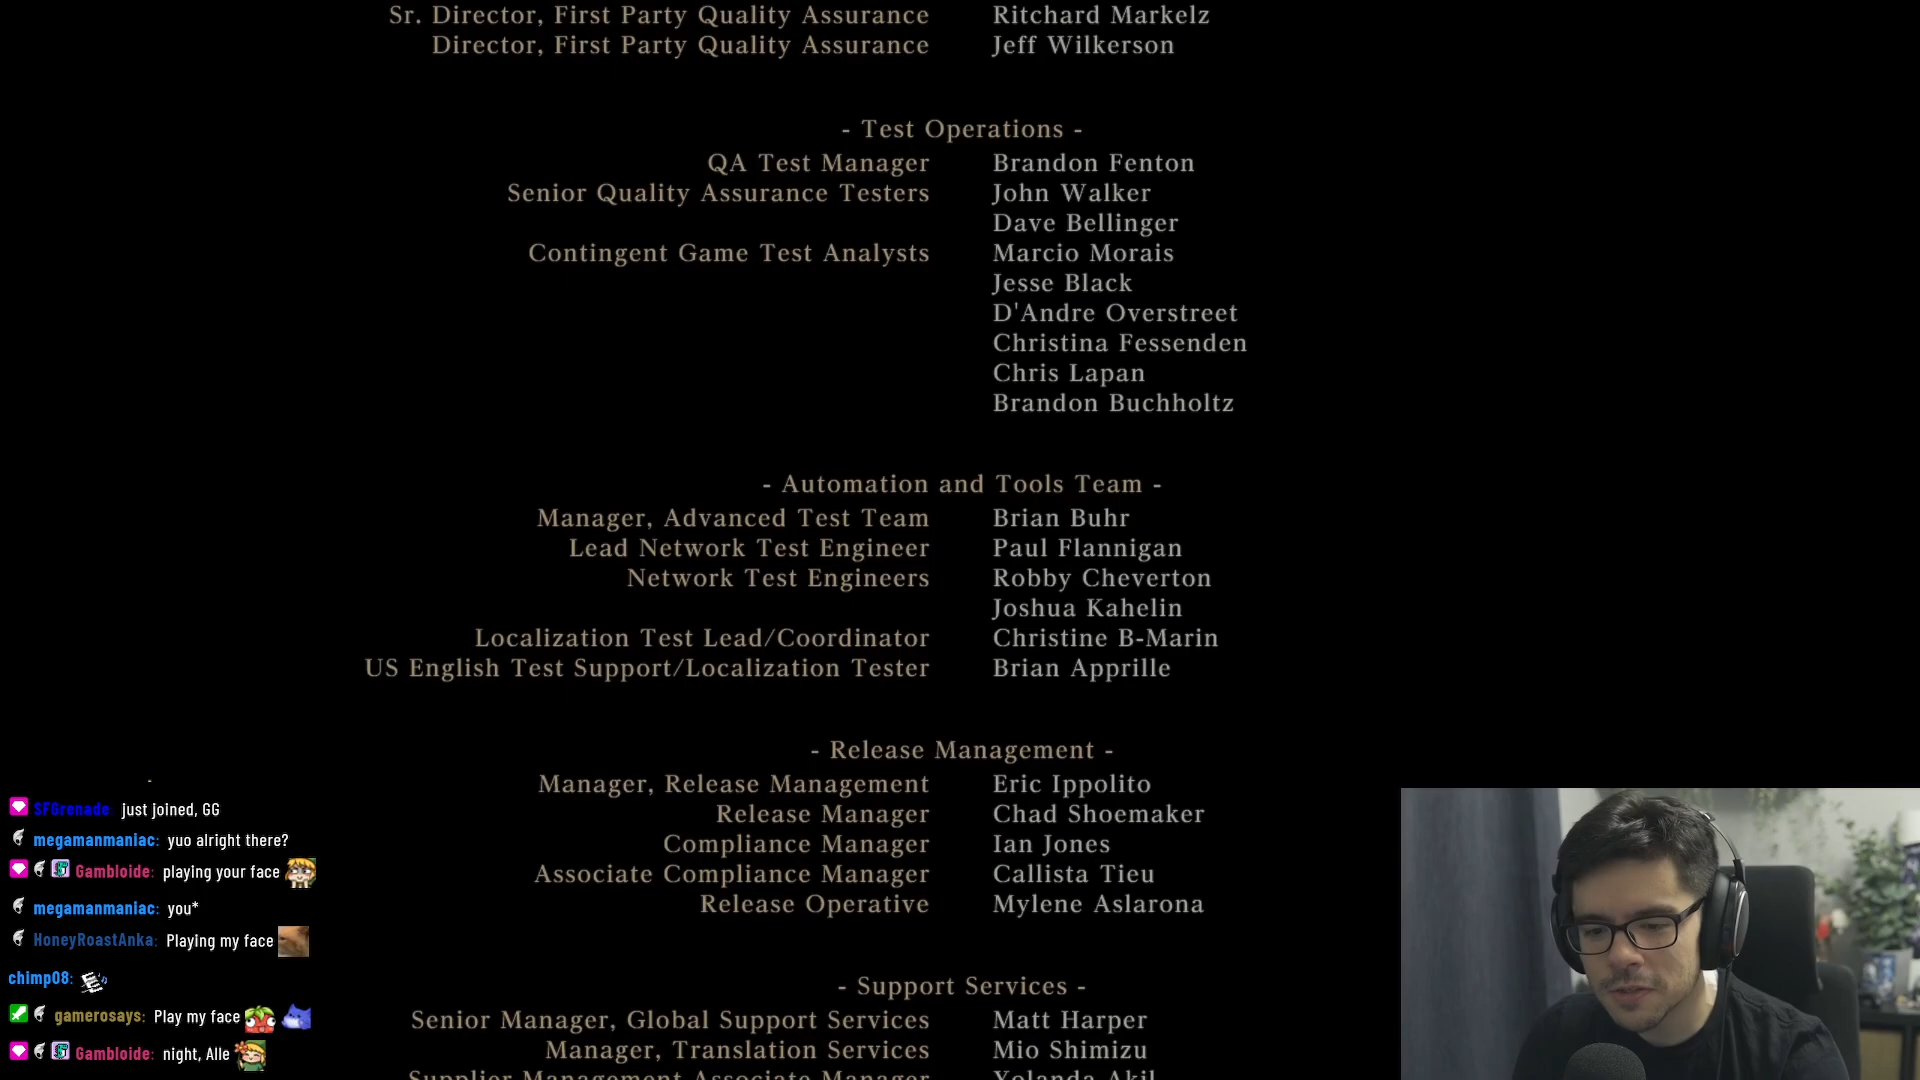 Sr. Director, First Party Quality Assurance Ritchard Markelz
Director, First Party Quality Assurance Jeff Wilkerson
- Test Operations -
QA Test Manager Brandon Fenton
Senior Quality Assurance Testers John Walker
Dave Bellinger
Contingent Game Test Analysts Marcio Morais
Jesse Black
D'Andre Overstreet
Christina Fessenden
Chris Lapan
Brandon Buchholtz
- Automation and Tools Team -
Manager, Advanced Test Team Brian Buhr
Lead Network Test Engineer Paul Flannigan
Network Test Engineers Robby Cheverton
Joshua Kahelin
Localization Test Lead/Coordinator Christine B-Marin
US English Test Support/Localization Tester Brian Apprille
- Release Management -
Manager, Release Management Eric Ippolito
Release Manager Chad Shoemaker
Compliance Manager Ian Jones
Associate Compliance Manager Callista Tieu
Release Operative Mylene Aslarona
- Support Services -
Senior Manager, Global Support Services Matt Harper
Manager, Translation Services Mio Shimizu
Supplier Management Associate Manager Yolanda Akil
SFGrenade: just joined, GG
megamanmaniac: yuo alright there?
Gambloide: playing your face
megamanmaniac: you*
HoneyRoastAnka: Playing my face
chimp08:
gamerosays: Play my face
Gambloide: night, Alle